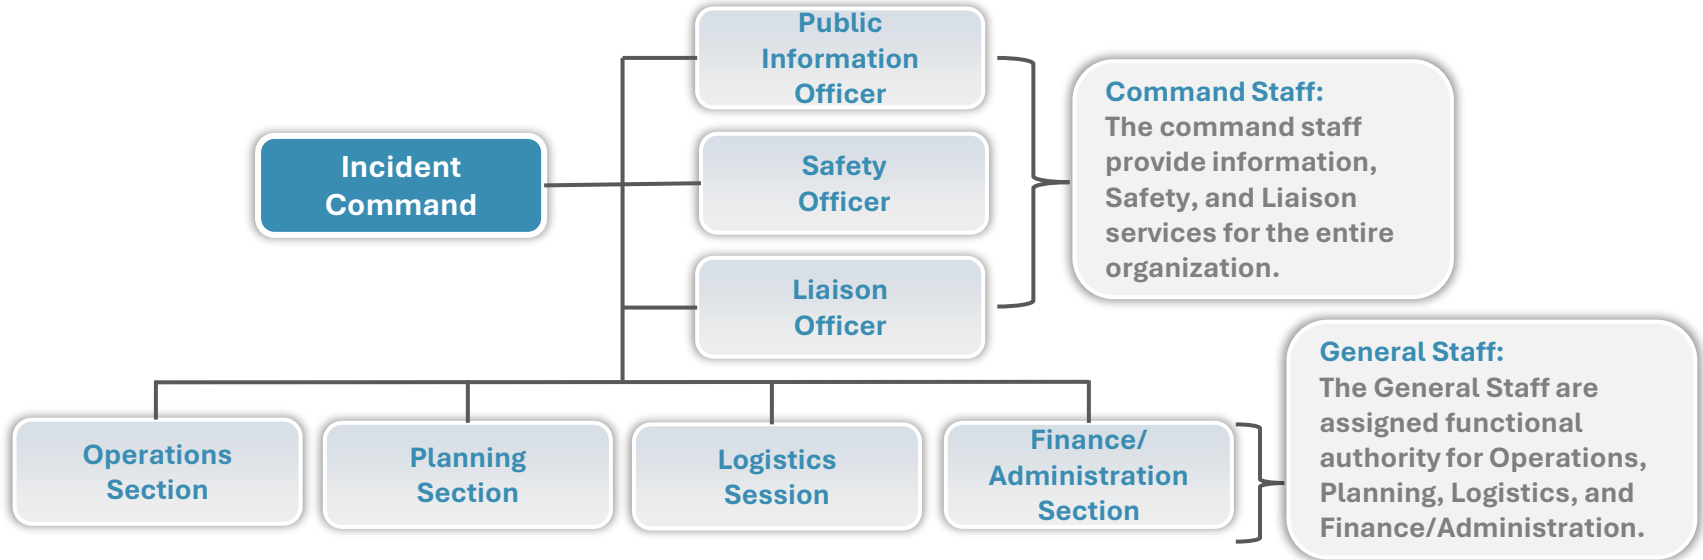 Public
Information
Officer
Incident
Command
Safety
Officer
Liaison
Officer
Command Staff:
The command staff
provide information,
Safety, and Liaison
services for the entire
organization.
Operations
Section
Planning
Section
Logistics
Session
Finance/
Administration
Section
General Staff:
The General Staff are
assigned functional
authority for Operations,
Planning, Logistics, and
Finance/Administration.